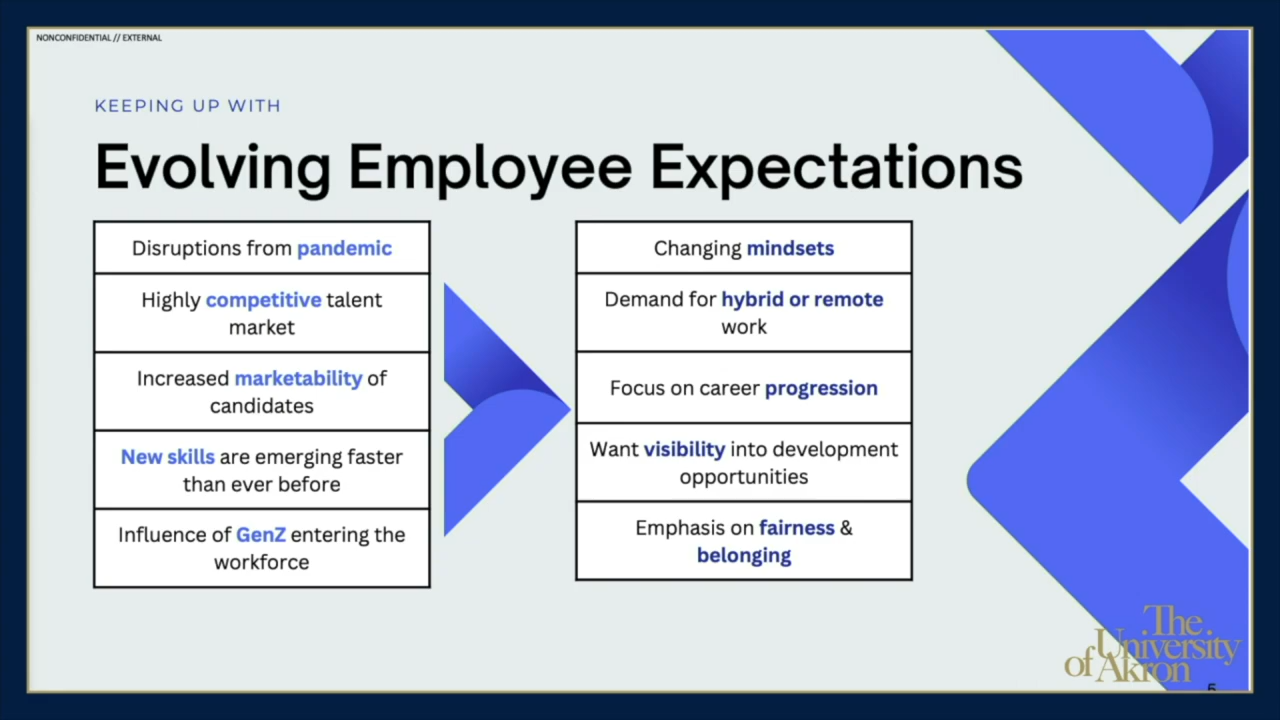 NONCONFIDENTIAL // EXTERNAL
KEEPING UP WITH
Evolving Employee Expectations
Disruptions from pandemic
Highly competitive talent
market
Increased marketability of
candidates
New skills are emerging faster
than ever before
Influence of GenZ entering the
workforce
Changing mindsets
Demand for hybrid or remote
work
Focus on career progression
Want visibility into development
opportunities
Emphasis on fairness &
belonging
The
University
of Akron